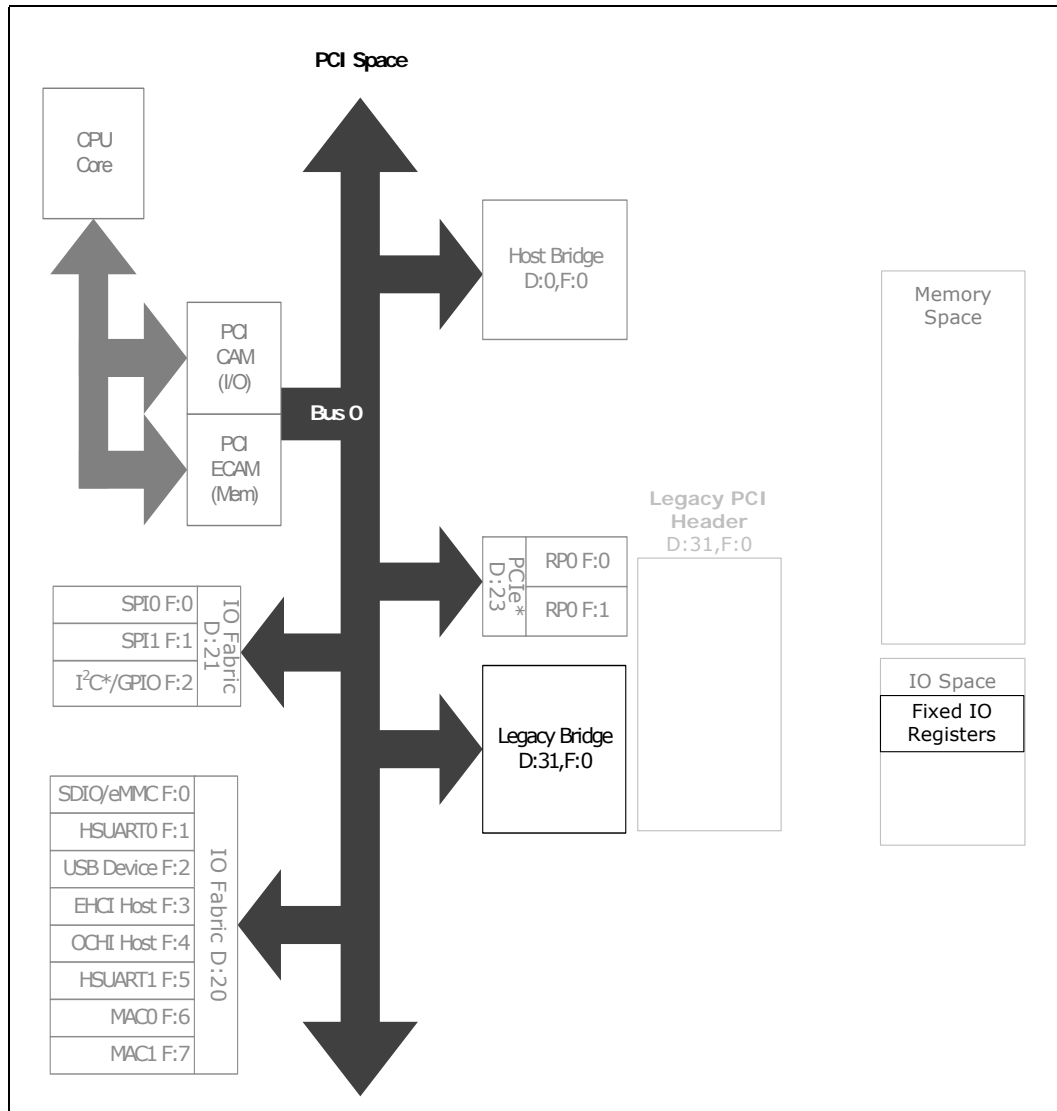 PCI Space
CPU
Core
Host Bridge
D:0,F:0
Memory
Space
PCI
CAM
(I/O)
Bus 0
PCI
ECAM
(Mem)
Legacy PCI
Header
D:31,F:0
PCIe*
D:23
RP0 F:0
RP0 F:1
SPI0 F:0
SPI1 F:1
I²C*/GPIO F:2
IO Fabric
D:21
Legacy Bridge
D:31,F:0
IO Space
Fixed IO
Registers
SDIO/eMMC F:0
HSUART0 F:1
USB Device F:2
EHCI Host F:3
OCHI Host F:4
HSUART1 F:5
MAC0 F:6
MAC1 F:7
IO Fabric D:20